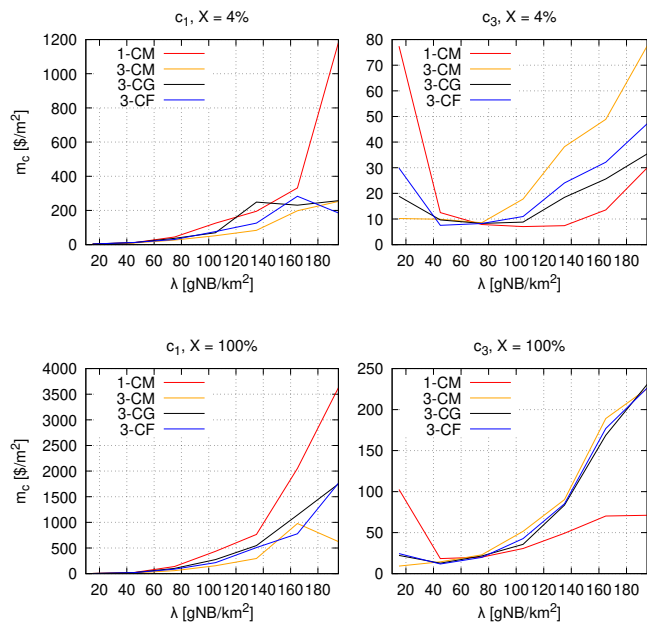 c₁, X = 4%
m_c [$/m²]
1200
1000
800
600
400
200
0
1-CM
3-CM
3-CG
3-CF
20 40 60 80 100 120 140 160 180
λ [gNB/km²]
c₃, X = 4%
80
70
60
50
40
30
20
10
0
1-CM
3-CM
3-CG
3-CF
20 40 60 80 100 120 140 160 180
λ [gNB/km²]
c₁, X = 100%
m_c [$/m²]
4000
3500
3000
2500
2000
1500
1000
500
0
1-CM
3-CM
3-CG
3-CF
20 40 60 80 100 120 140 160 180
λ [gNB/km²]
c₃, X = 100%
250
200
150
100
50
0
1-CM
3-CM
3-CG
3-CF
20 40 60 80 100 120 140 160 180
λ [gNB/km²]